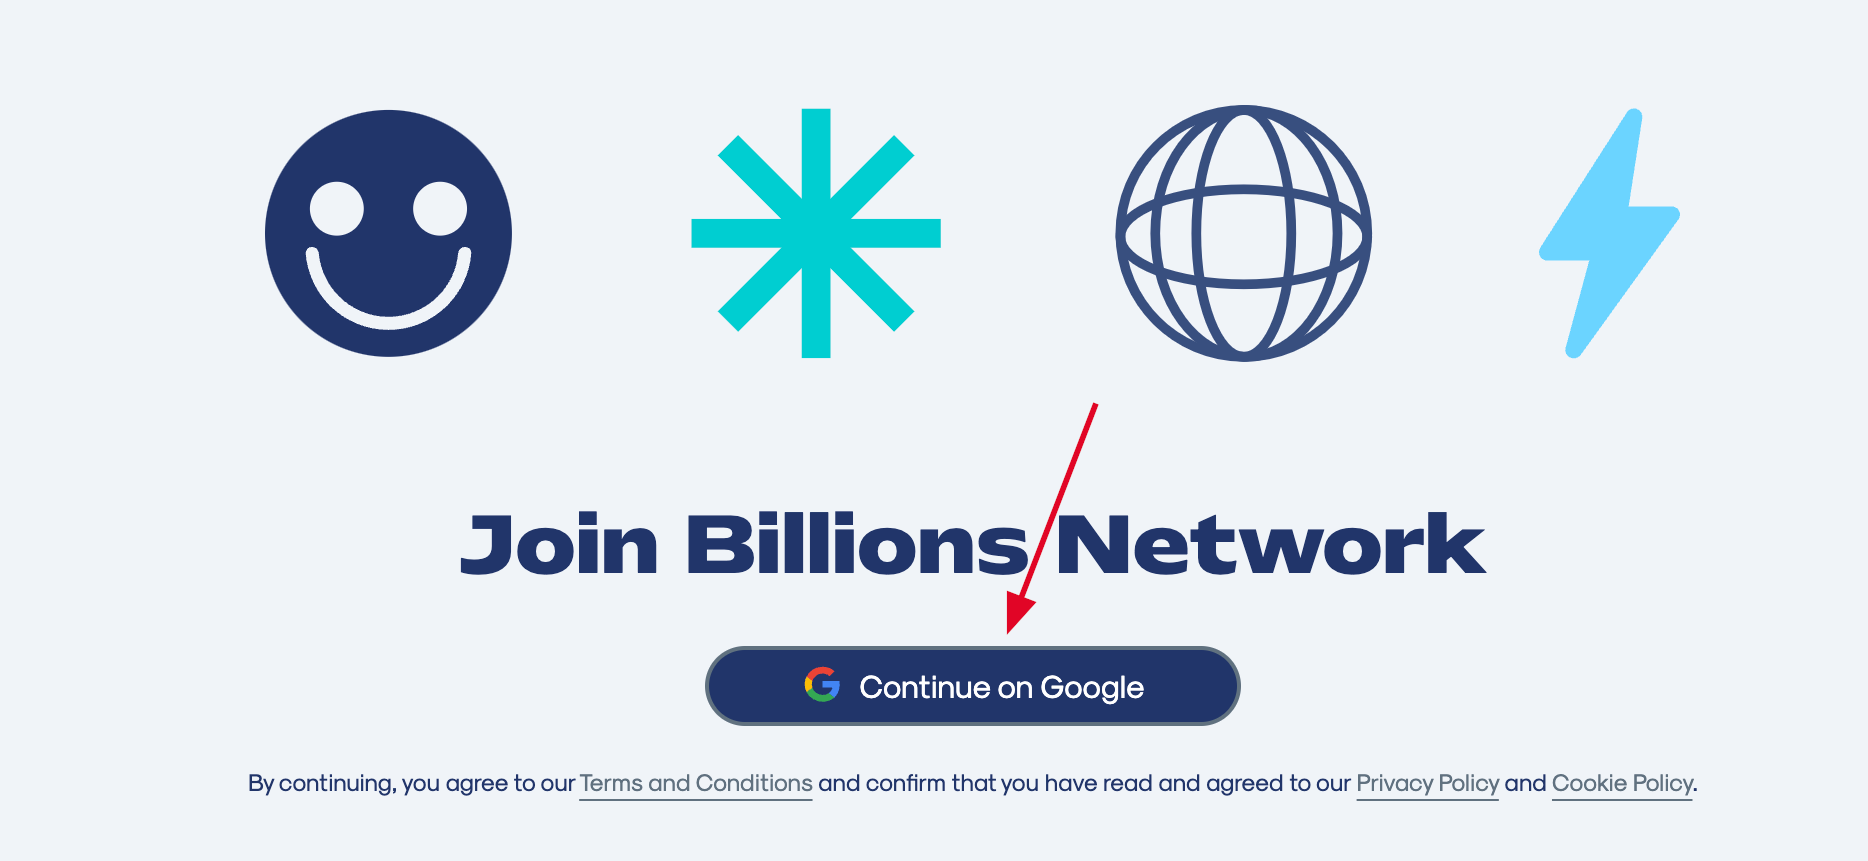 Join Billions Network
Continue on Google
By continuing, you agree to our Terms and Conditions and confirm that you have read and agreed to our Privacy Policy and Cookie Policy.